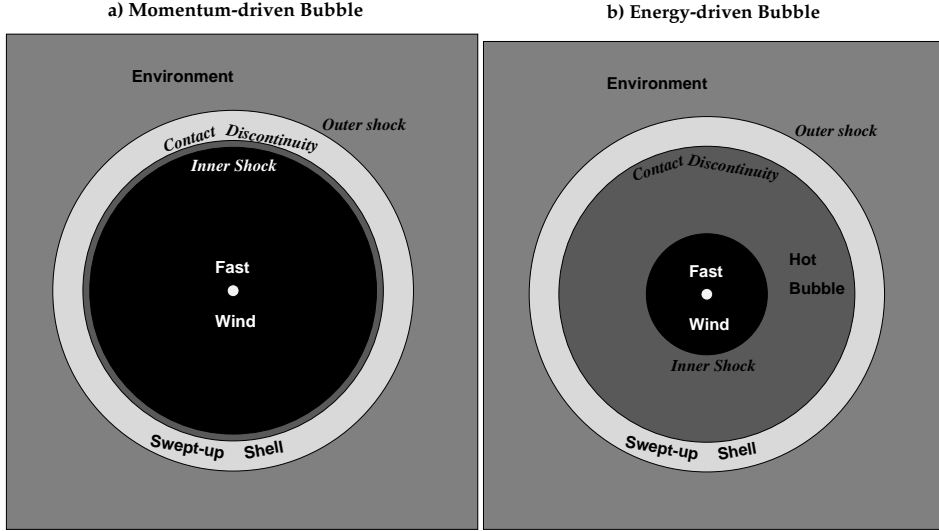 a) Momentum-driven Bubble
Environment
Outer shock
Contact Discontinuity
Inner Shock
Fast
Wind
Swept-up Shell
b) Energy-driven Bubble
Environment
Outer shock
Contact Discontinuity
Hot
Bubble
Fast
Wind
Inner Shock
Swept-up Shell